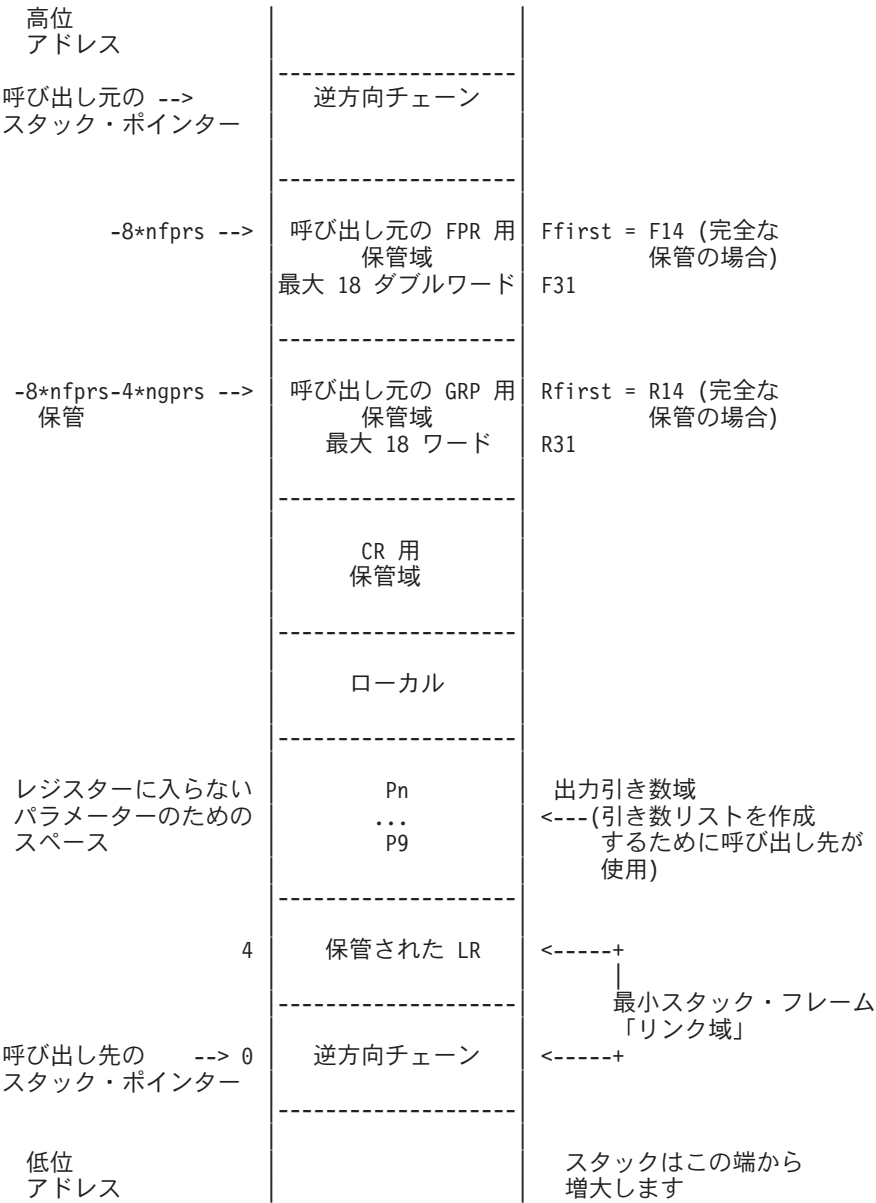 高位
アドレス
--------------------
呼び出し元の --> 逆方向チェーン
スタック・ポインター
--------------------
-8*nfprs --> 呼び出し元の FPR 用 Ffirst = F14 (完全な
保管域 保管の場合)
最大 18 ダブルワード F31
--------------------
-8*nfprs-4*ngprs --> 呼び出し元の GRP 用 Rfirst = R14 (完全な
保管 保管域 保管の場合)
最大 18 ワード R31
--------------------
CR 用
保管域
--------------------
ローカル
--------------------
レジスターに入らない Pn 出力引き数域
パラメーターのための ... <---(引き数リストを作成
スペース P9 するために呼び出し先が
使用)
--------------------
4 保管された LR <-----+
|
-------------------- 最小スタック・フレーム
「リンク域」
呼び出し先の --> 0 逆方向チェーン <-----+
スタック・ポインター
--------------------
低位 スタックはこの端から
アドレス 増大します